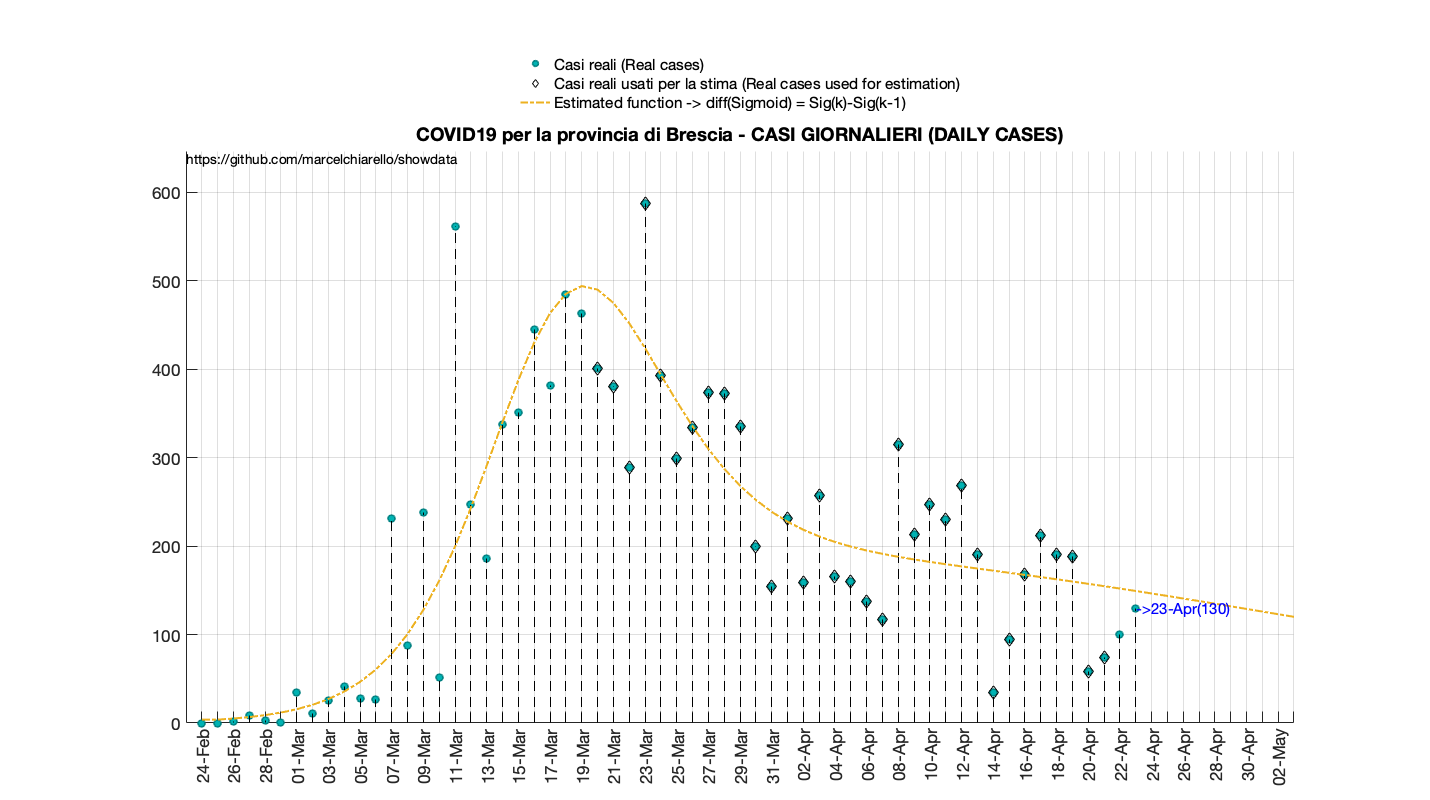 Casi reali (Real cases)
Casi reali usati per la stima (Real cases used for estimation)
Estimated function -> diff(Sigmoid) = Sig(k)-Sig(k-1)
COVID19 per la provincia di Brescia - CASI GIORNALIERI (DAILY CASES)
https://github.com/marcelchiarello/showdata
600
500
400
300
200
100
0
->23-Apr(130)
24-Feb
26-Feb
28-Feb
01-Mar
03-Mar
05-Mar
07-Mar
09-Mar
11-Mar
13-Mar
15-Mar
17-Mar
19-Mar
21-Mar
23-Mar
25-Mar
27-Mar
29-Mar
31-Mar
02-Apr
04-Apr
06-Apr
08-Apr
10-Apr
12-Apr
14-Apr
16-Apr
18-Apr
20-Apr
22-Apr
24-Apr
26-Apr
28-Apr
30-Apr
02-May